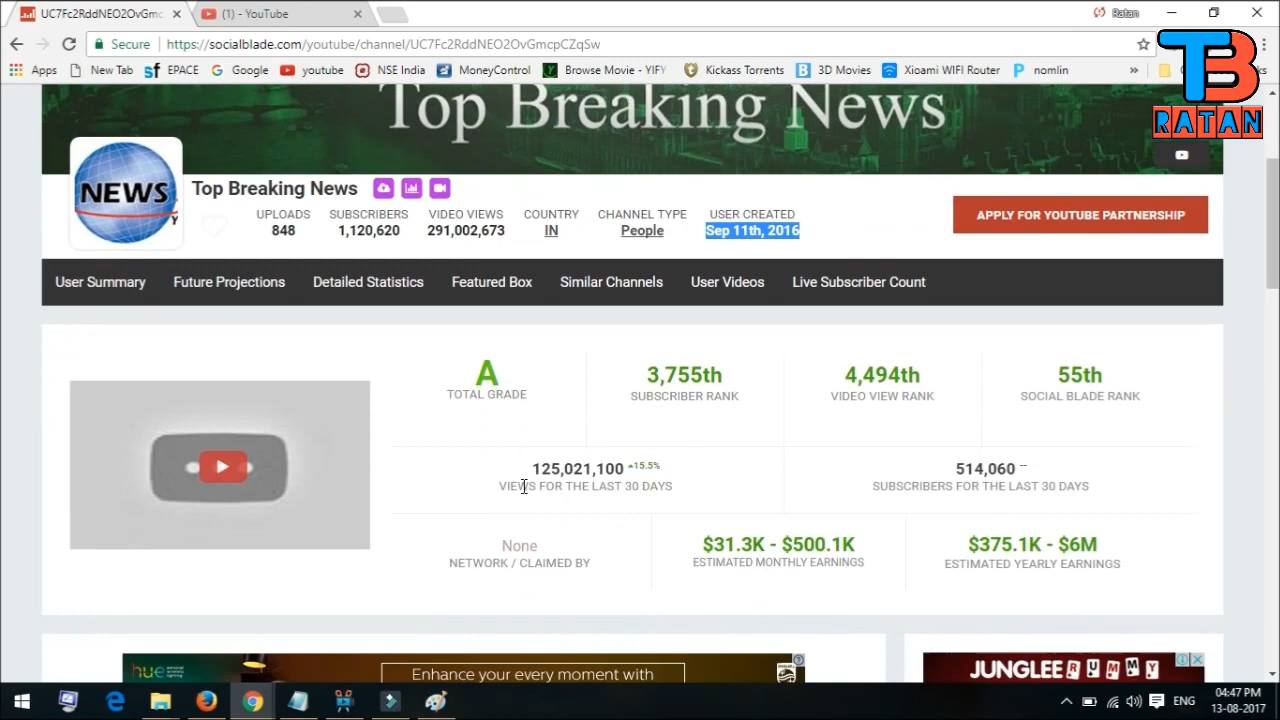 UC7Fc2RddNEO2OvGmc
(1) - YouTube
Ratan
Secure
https://socialblade.com/youtube/channel/UC7Fc2RddNEO2OvGmcpCZqSw
Apps
New Tab
EPACE
Google
youtube
NSE India
MoneyControl
Browse Movie - YIFY
Kickass Torrents
3D Movies
Xioami WIFI Router
nomlin
»
TB
RATAN
Top Breaking News
NEWS
Top Breaking News
UPLOADS
848
SUBSCRIBERS
1,120,620
VIDEO VIEWS
291,002,673
COUNTRY
IN
CHANNEL TYPE
People
USER CREATED
Sep 11th, 2016
APPLY FOR YOUTUBE PARTNERSHIP
User Summary
Future Projections
Detailed Statistics
Featured Box
Similar Channels
User Videos
Live Subscriber Count
A
TOTAL GRADE
3,755th
SUBSCRIBER RANK
4,494th
VIDEO VIEW RANK
55th
SOCIAL BLADE RANK
125,021,100 15.5%
VIEWS FOR THE LAST 30 DAYS
514,060 --
SUBSCRIBERS FOR THE LAST 30 DAYS
None
NETWORK / CLAIMED BY
$31.3K - $500.1K
ESTIMATED MONTHLY EARNINGS
$375.1K - $6M
ESTIMATED YEARLY EARNINGS
hue
Enhance your every moment with
JUNGLEE RUMMY
ENG
04:47 PM
13-08-2017